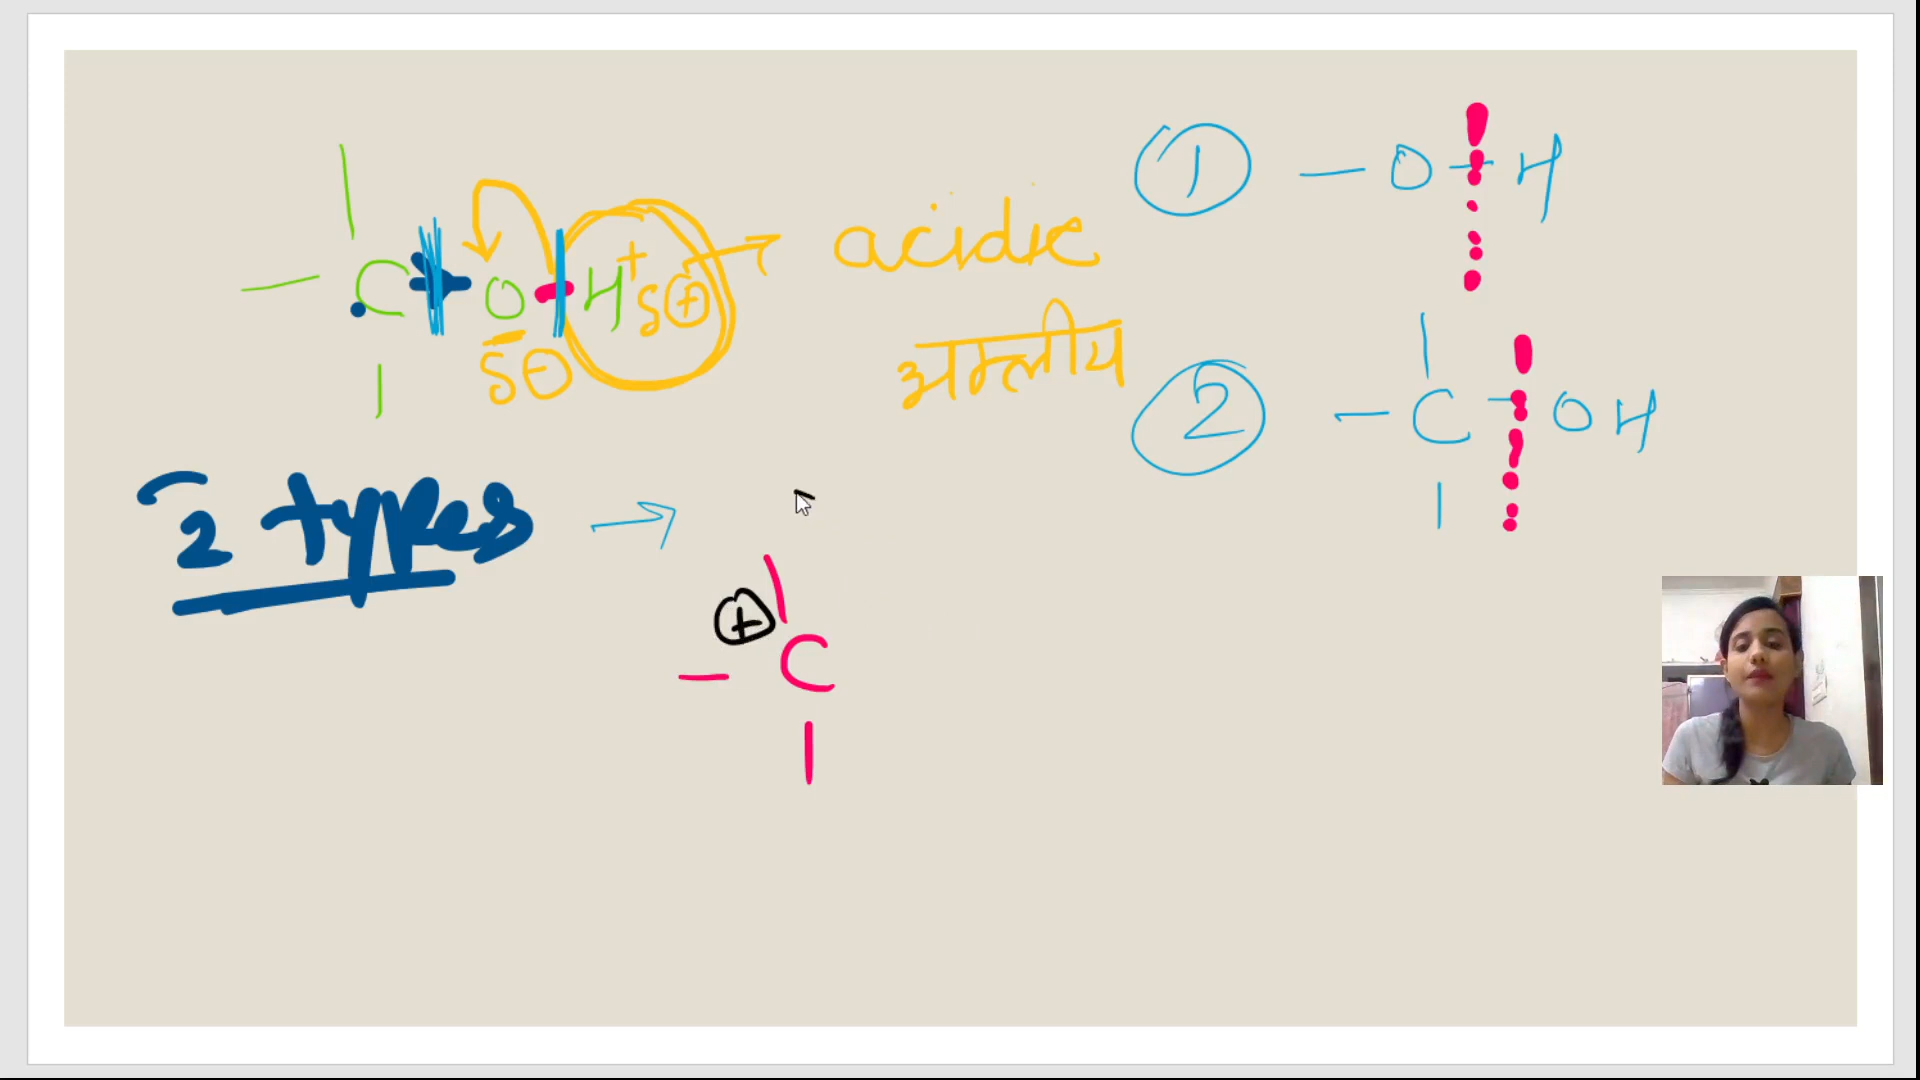 — C - O - H+ δ⊕ → acidic
δ⊖
अम्लीय
① — O - H
② — C - OH
2 types →
⊕
— C